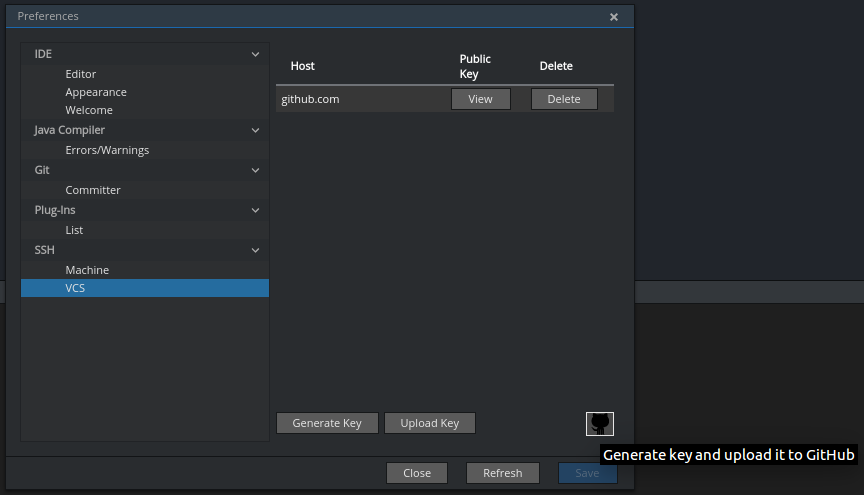 Preferences
IDE
Editor
Appearance
Welcome
Java Compiler
Errors/Warnings
Git
Committer
Plug-Ins
List
SSH
Machine
VCS
Host
Public
Key
Delete
github.com
View
Delete
Generate Key
Upload Key
Generate key and upload it to GitHub
Close
Refresh
Save